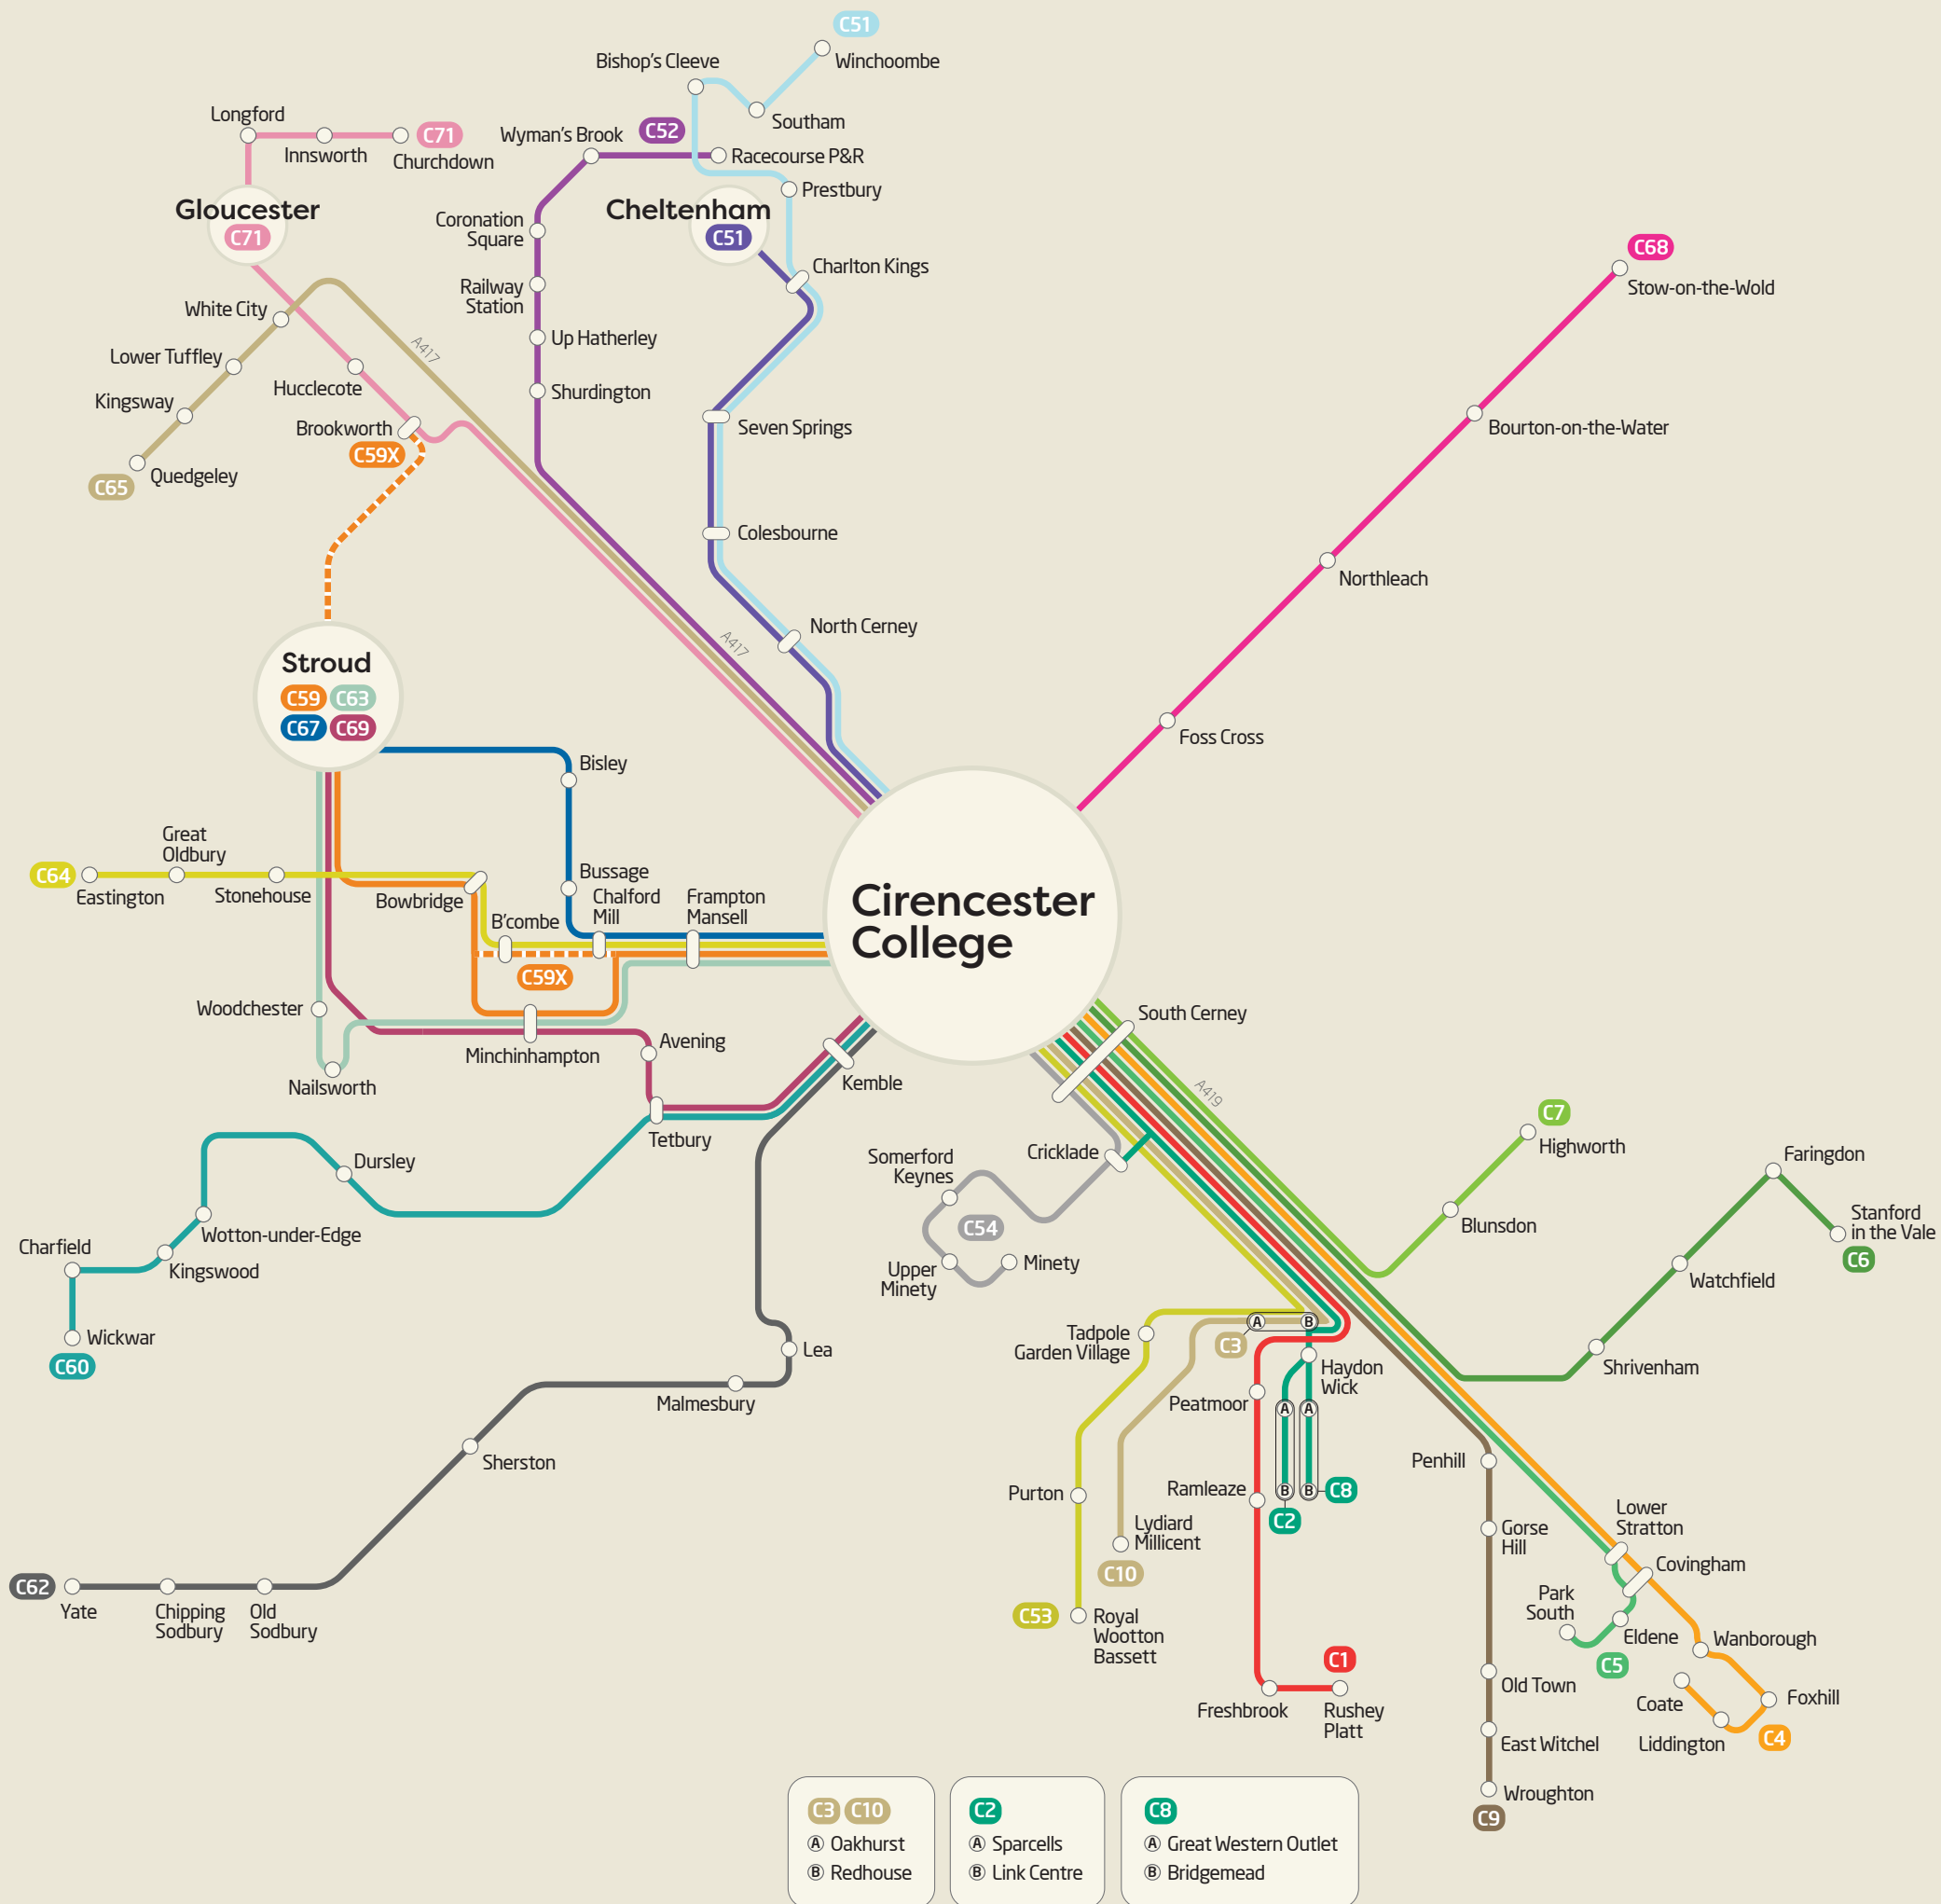 C51
Winchoombe
Bishop's Cleeve
Southam
Longford
C71
Innsworth
Churchdown
Wyman's Brook
C52
Racecourse P&R
Prestbury
Gloucester
C71
Cheltenham
C51
Coronation
Square
Charlton Kings
C68
Stow-on-the-Wold
White City
Railway
Station
Up Hatherley
A417
Lower Tuffley
Hucclecote
Shurdington
Kingsway
Brookworth
C59X
Seven Springs
Bourton-on-the-Water
Quedgeley
C65
Colesbourne
Northleach
North Cerney
A417
Stroud
C59 C63
C67 C69
Foss Cross
Bisley
Great
Oldbury
C64
Eastington
Stonehouse
Bowbridge
Bussage
Chalford
Mill
Frampton
Mansell
B'combe
C59X
Cirencester
College
Woodchester
Minchinhampton
Avening
Nailsworth
Kemble
Tetbury
South Cerney
A419
C7
Highworth
Cricklade
Somerford
Keynes
C54
Upper
Minety
Minety
Blunsdon
Faringdon
Stanford
in the Vale
C6
Watchfield
Shrivenham
Dursley
Wotton-under-Edge
Charfield
Kingswood
Wickwar
C60
Lea
Malmesbury
Sherston
C62
Yate
Chipping
Sodbury
Old
Sodbury
Tadpole
Garden Village
A
B
C3
Haydon
Wick
Peatmoor
A
A
Ramleaze
B
B
C8
C2
Purton
Lydiard
Millicent
C10
C53
Royal
Wootton
Bassett
C1
Freshbrook
Rushey
Platt
Penhill
Gorse
Hill
Lower
Stratton
Covingham
Park
South
Eldene
C5
Wanborough
Old Town
Coate
Foxhill
Liddington
C4
East Witchel
Wroughton
C9
C3 C10
A Oakhurst
B Redhouse
C2
A Sparcells
B Link Centre
C8
A Great Western Outlet
B Bridgemead